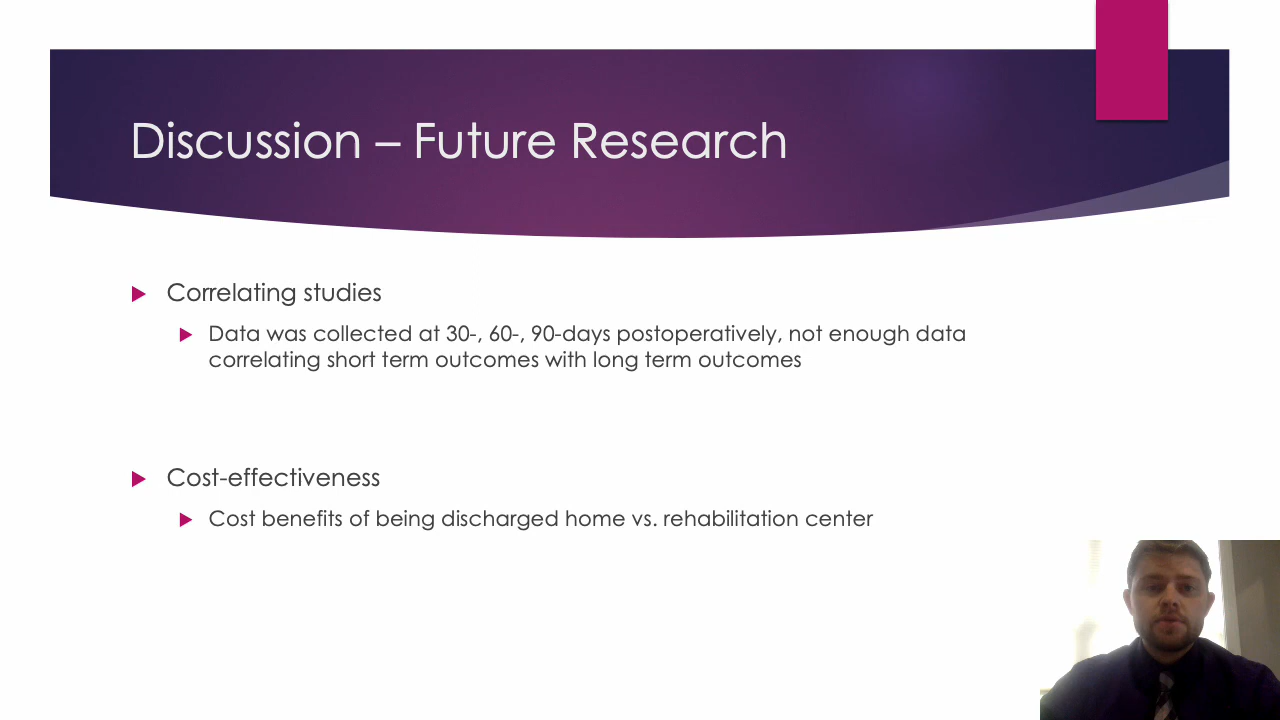 Discussion – Future Research
Correlating studies
Data was collected at 30-, 60-, 90-days postoperatively, not enough data
correlating short term outcomes with long term outcomes
Cost-effectiveness
Cost benefits of being discharged home vs. rehabilitation center